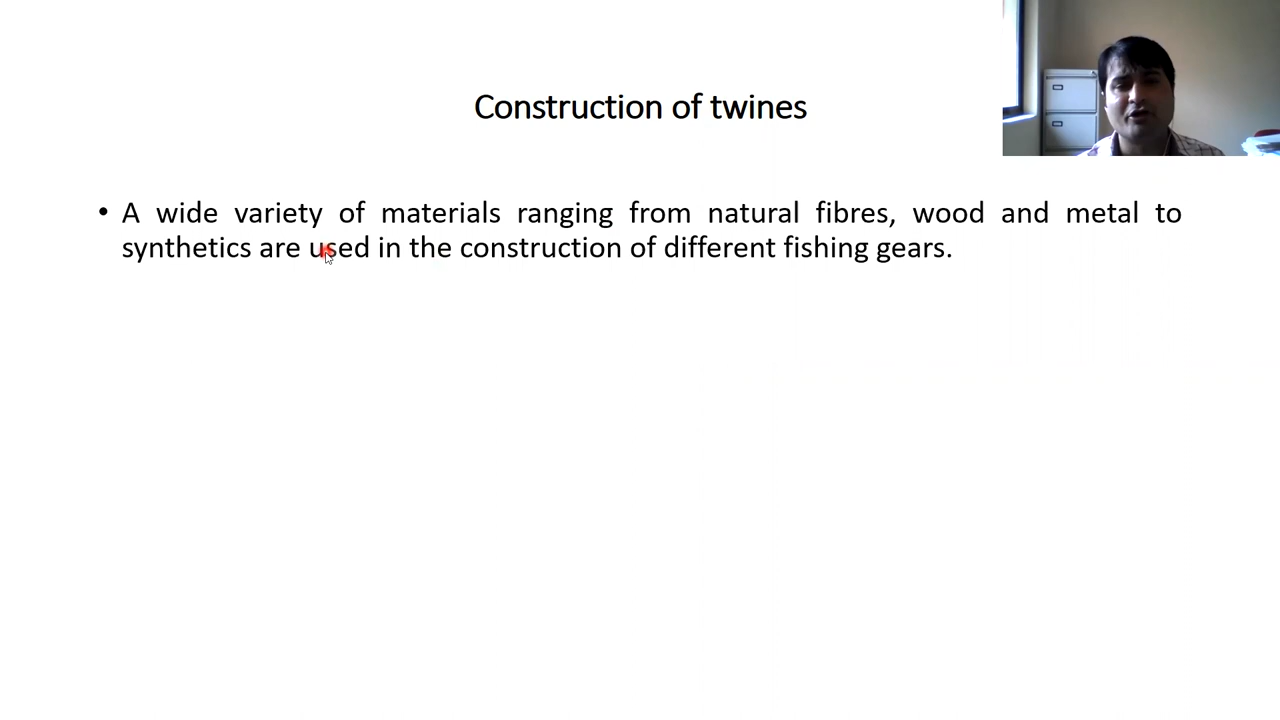 Construction of twines
• A wide variety of materials ranging from natural fibres, wood and metal to
synthetics are used in the construction of different fishing gears.